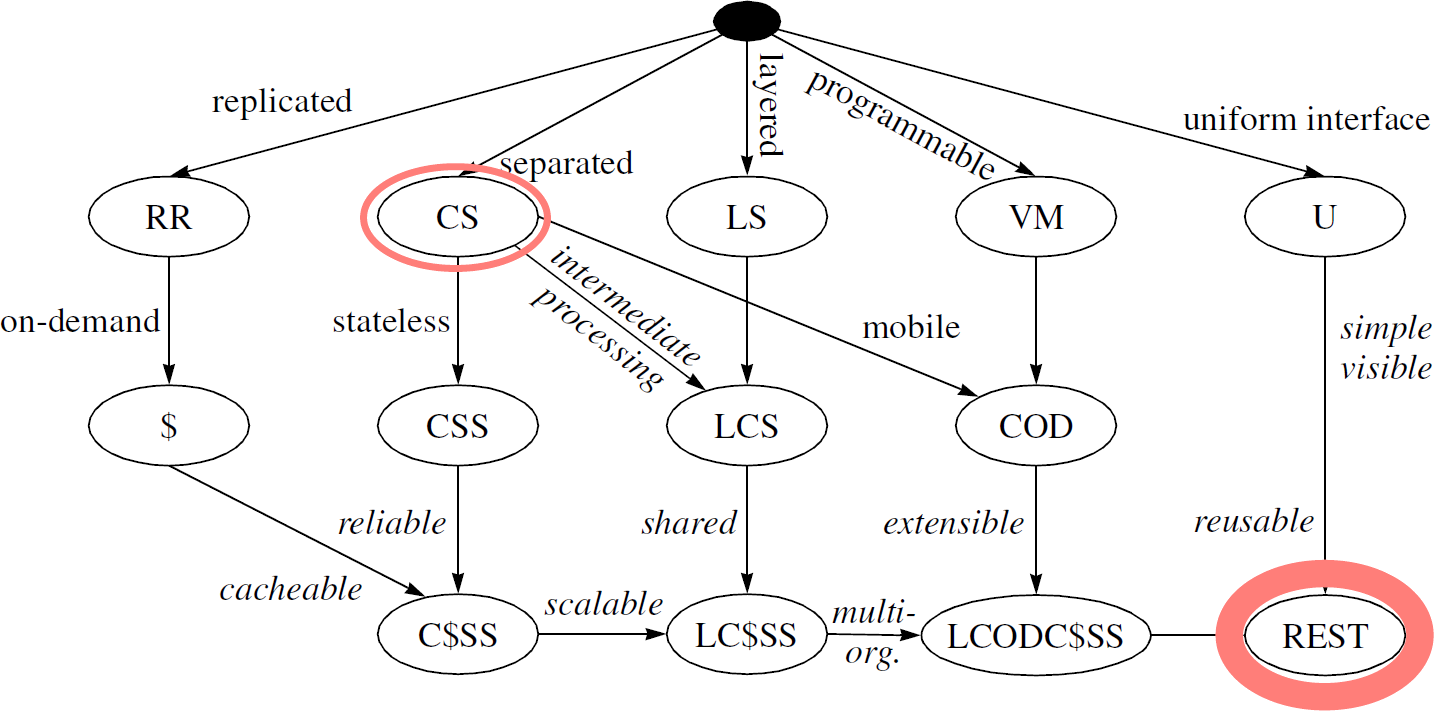 layered
programmable
replicated
uniform interface
separated
RR
CS
LS
VM
U
intermediate
processing
on-demand
stateless
mobile
simple
visible
$
CSS
LCS
COD
reliable
shared
extensible
reusable
cacheable
scalable
multi-
org.
C$SS
LC$SS
LCODC$SS
REST